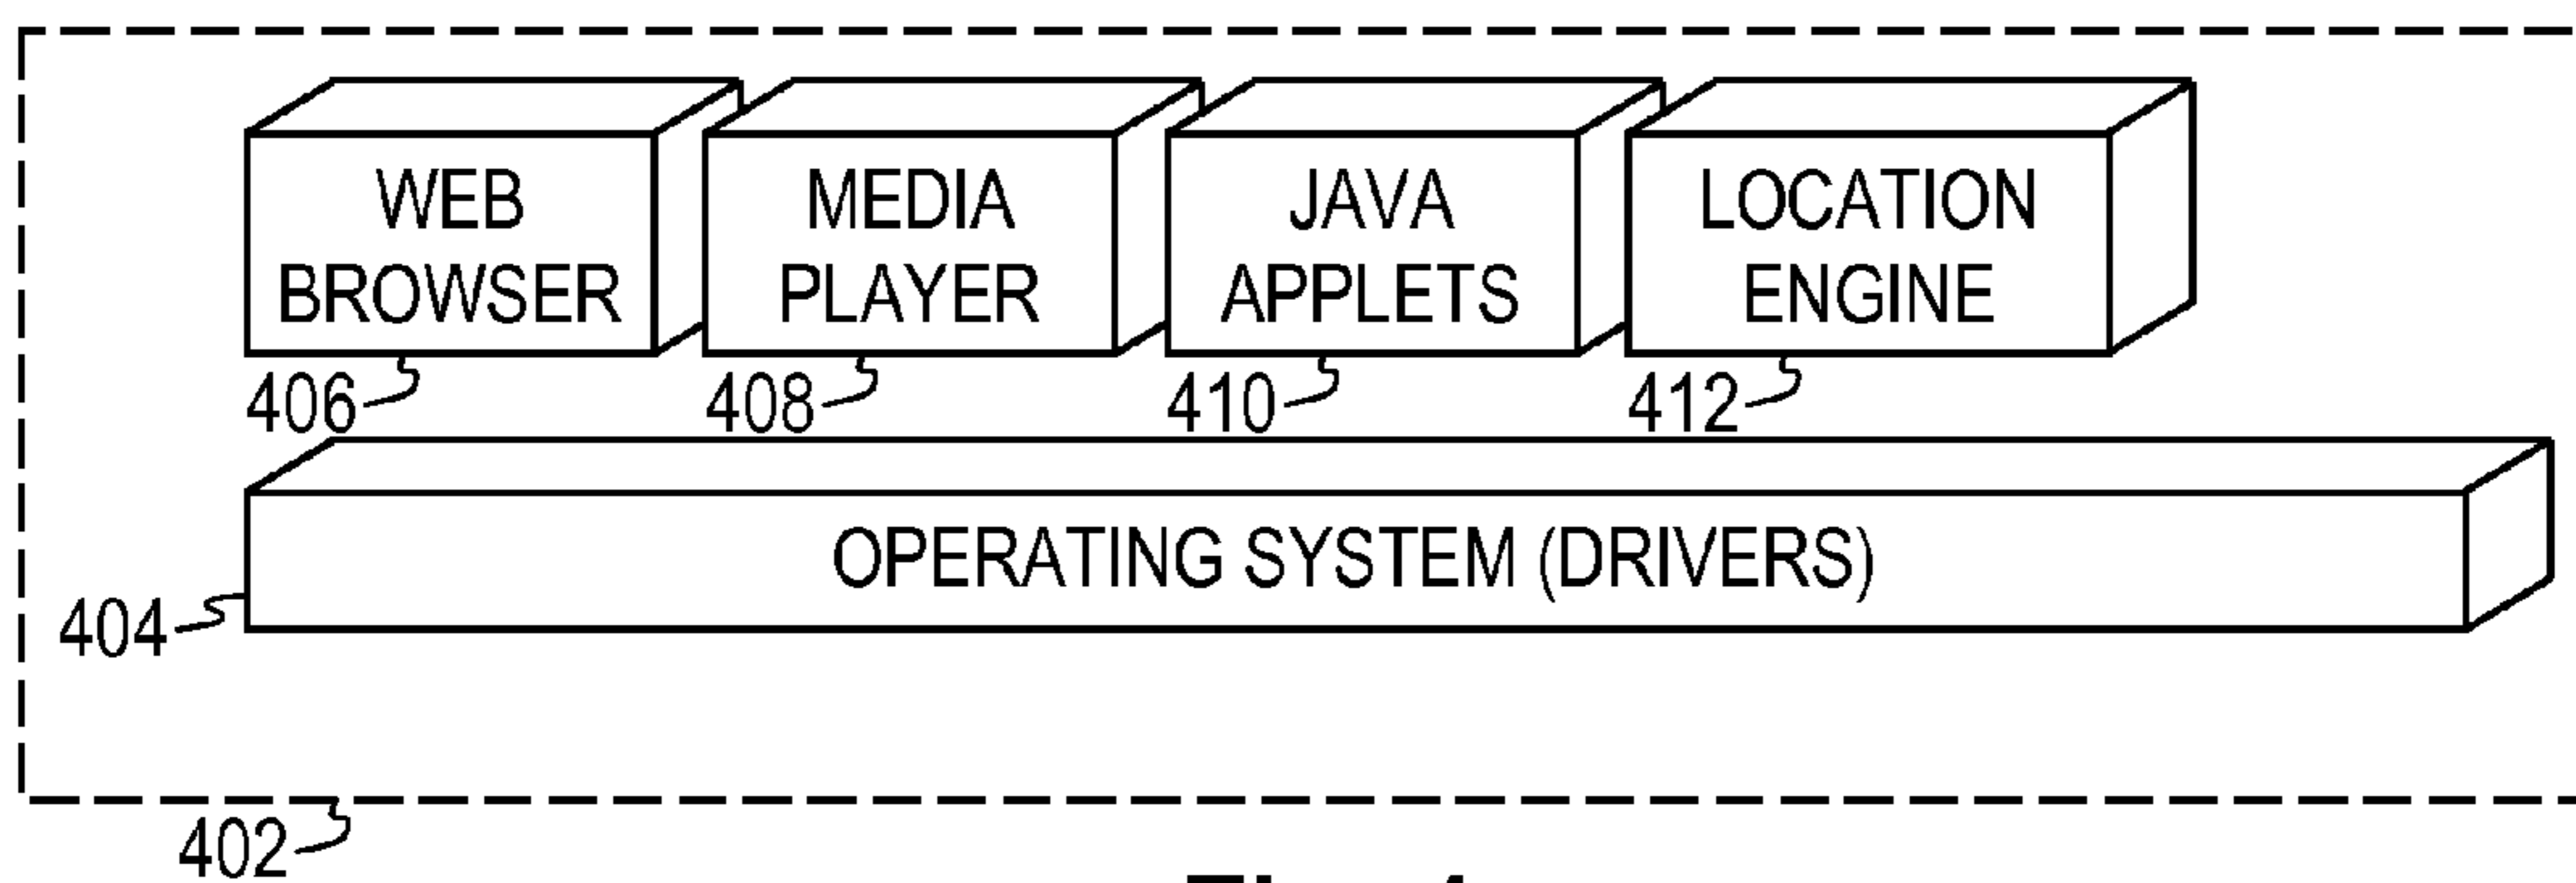 WEB
BROWSER
MEDIA
PLAYER
JAVA
APPLETS
LOCATION
ENGINE
406
408
410
412
OPERATING SYSTEM (DRIVERS)
404
402